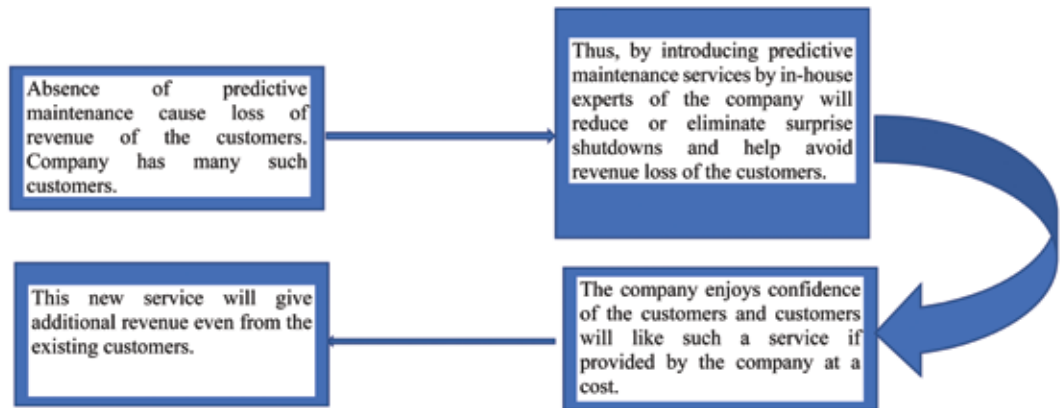 Absence of predictive
maintenance cause loss of
revenue of the customers.
Company has many such
customers.
Thus, by introducing predictive
maintenance services by in-house
experts of the company will
reduce or eliminate surprise
shutdowns and help avoid
revenue loss of the customers.
The company enjoys confidence
of the customers and customers
will like such a service if
provided by the company at a
cost.
This new service will give
additional revenue even from the
existing customers.